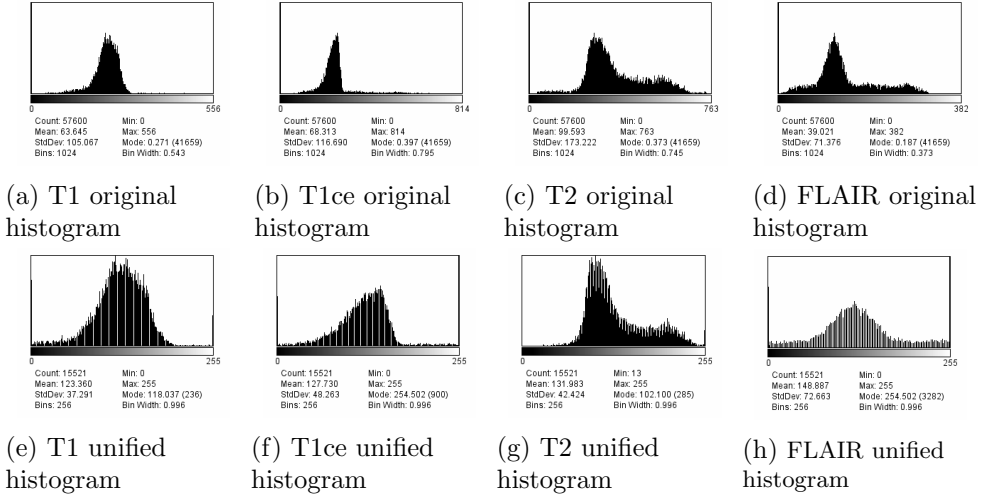 0 556
Count: 57600 Min: 0
Mean: 63.645 Max: 556
StdDev: 105.067 Mode: 0.271 (41659)
Bins: 1024 Bin Width: 0.543
(a) T1 original
histogram
0 814
Count: 57600 Min: 0
Mean: 68.313 Max: 814
StdDev: 116.690 Mode: 0.397 (41659)
Bins: 1024 Bin Width: 0.795
(b) T1ce original
histogram
0 763
Count: 57600 Min: 0
Mean: 99.593 Max: 763
StdDev: 173.222 Mode: 0.373 (41659)
Bins: 1024 Bin Width: 0.745
(c) T2 original
histogram
0 382
Count: 57600 Min: 0
Mean: 39.021 Max: 382
StdDev: 71.376 Mode: 0.187 (41659)
Bins: 1024 Bin Width: 0.373
(d) FLAIR original
histogram
0 255
Count: 15521 Min: 0
Mean: 123.360 Max: 255
StdDev: 37.291 Mode: 118.037 (236)
Bins: 256 Bin Width: 0.996
(e) T1 unified
histogram
0 255
Count: 15521 Min: 0
Mean: 127.730 Max: 255
StdDev: 48.263 Mode: 254.502 (900)
Bins: 256 Bin Width: 0.996
(f) T1ce unified
histogram
0 255
Count: 15521 Min: 13
Mean: 131.983 Max: 255
StdDev: 42.424 Mode: 102.100 (285)
Bins: 256 Bin Width: 0.996
(g) T2 unified
histogram
0 255
Count: 15521 Min: 0
Mean: 148.887 Max: 255
StdDev: 72.663 Mode: 254.502 (3282)
Bins: 256 Bin Width: 0.996
(h) FLAIR unified
histogram